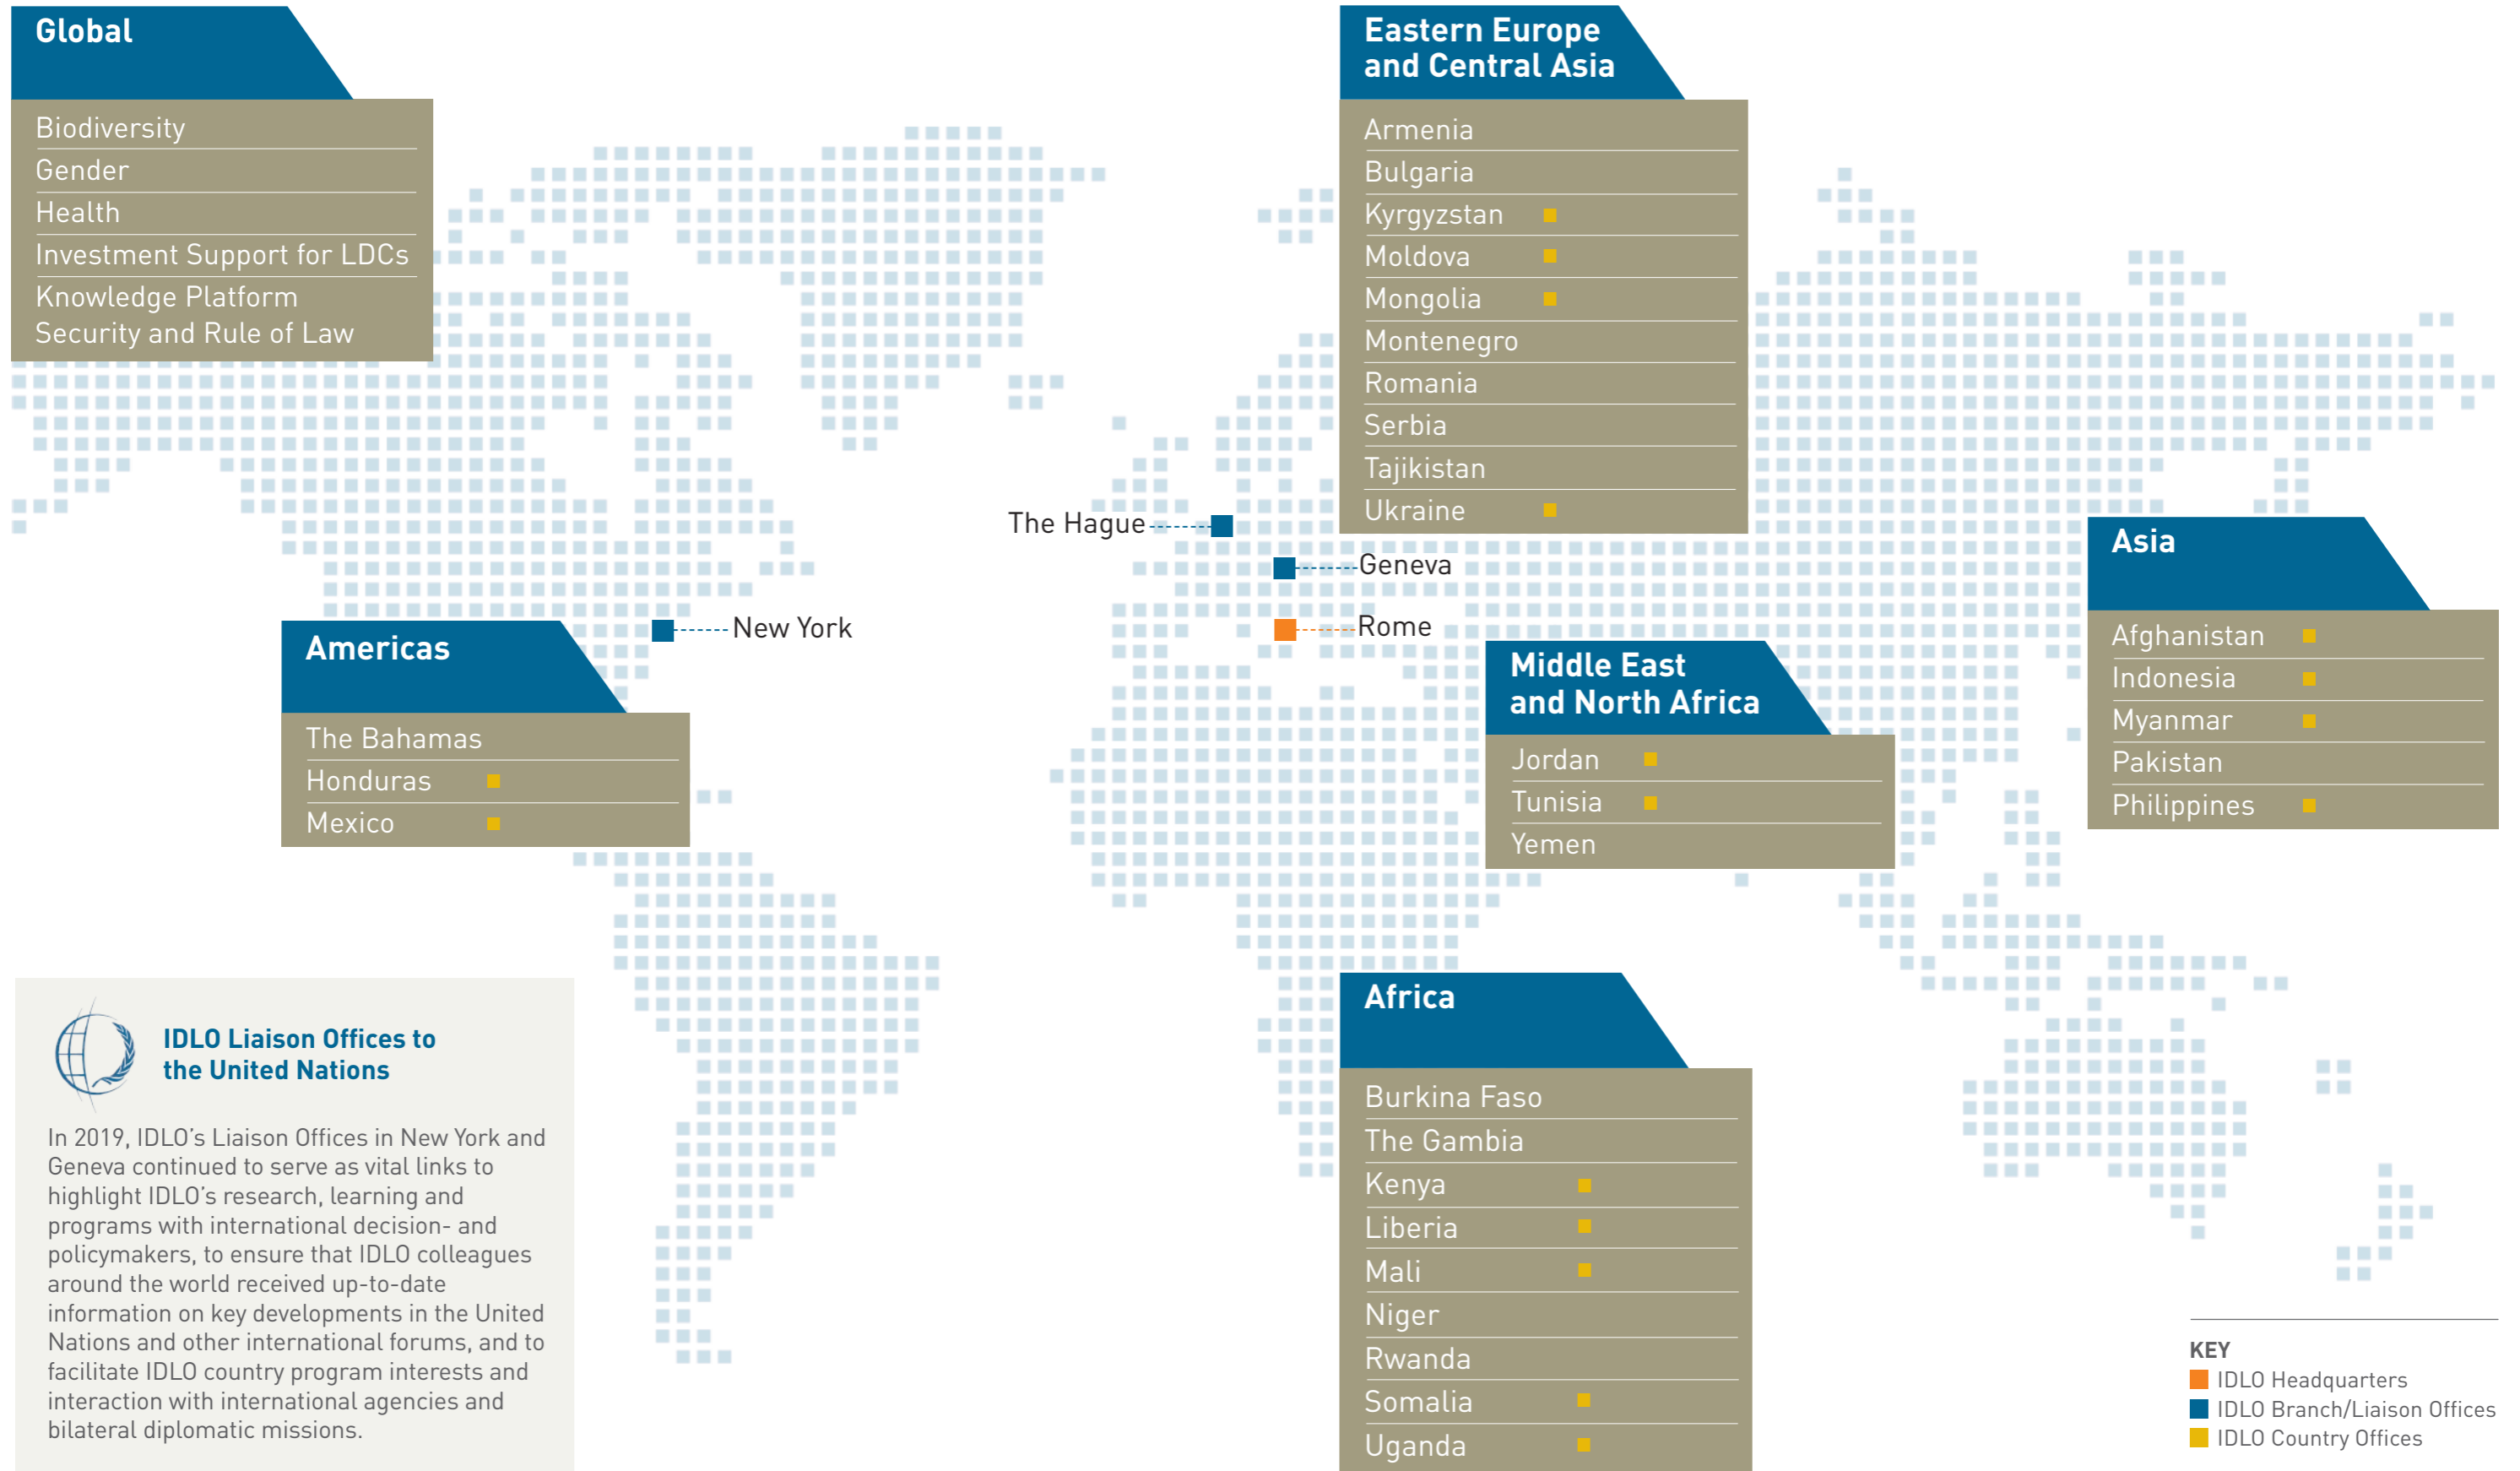 Global
Biodiversity
Gender
Health
Investment Support for LDCs
Knowledge Platform
Security and Rule of Law
Eastern Europe
and Central Asia
Armenia
Bulgaria
Kyrgyzstan
Moldova
Mongolia
Montenegro
Romania
Serbia
Tajikistan
Ukraine
The Hague
Geneva
New York
Rome
Americas
The Bahamas
Honduras
Mexico
Middle East
and North Africa
Jordan
Tunisia
Yemen
Asia
Afghanistan
Indonesia
Myanmar
Pakistan
Philippines
Africa
Burkina Faso
The Gambia
Kenya
Liberia
Mali
Niger
Rwanda
Somalia
Uganda
IDLO Liaison Offices to
the United Nations
In 2019, IDLO’s Liaison Offices in New York and
Geneva continued to serve as vital links to
highlight IDLO’s research, learning and
programs with international decision- and
policymakers, to ensure that IDLO colleagues
around the world received up-to-date
information on key developments in the United
Nations and other international forums, and to
facilitate IDLO country program interests and
interaction with international agencies and
bilateral diplomatic missions.
KEY
IDLO Headquarters
IDLO Branch/Liaison Offices
IDLO Country Offices